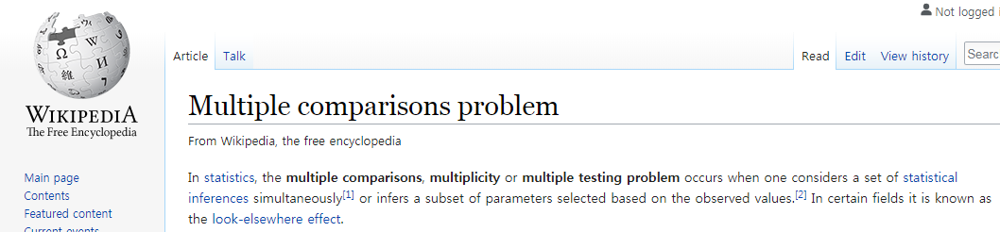 Not logged
Article Talk Read Edit View history Searc
WIKIPEDIA
The Free Encyclopedia
Multiple comparisons problem
From Wikipedia, the free encyclopedia
Main page
Contents
Featured content
Current events
In statistics, the multiple comparisons, multiplicity or multiple testing problem occurs when one considers a set of statistical
inferences simultaneously[1] or infers a subset of parameters selected based on the observed values.[2] In certain fields it is known as
the look-elsewhere effect.